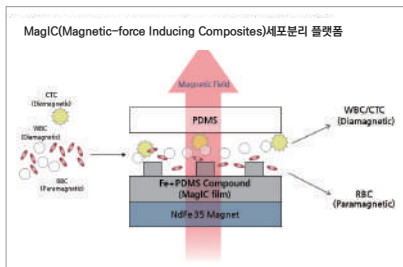 MagIC(Magnetic-force Inducing Composites)세포분리 플랫폼
Magnetic Field
CTC
(Diamagnetic)
WBC
(Diamagnetic)
RBC
(Paramagnetic)
PDMS
Fe+PDMS Compound
(MagIC film)
NdFe 35 Magnet
WBC/CTC
(Diamagnetic)
RBC
(Paramagnetic)